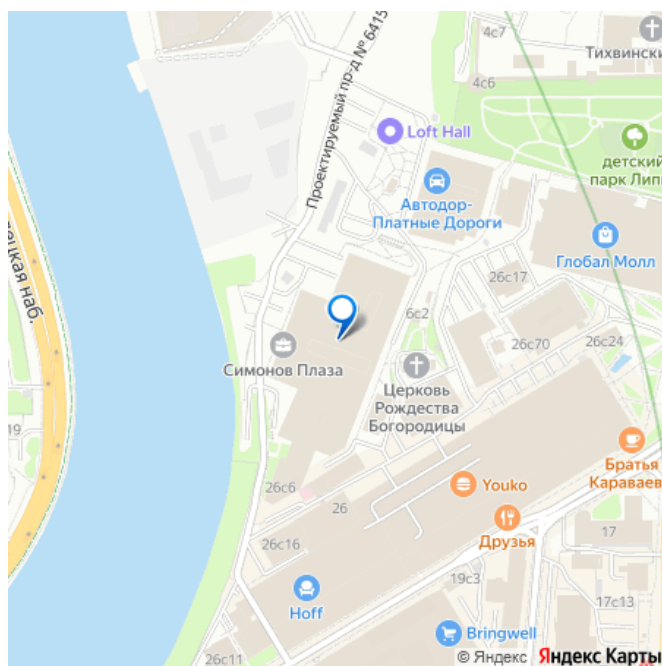 4с7
Тихвински
4с6
Проектируемый пр-д № 6415
Loft Hall
детский
парк Лип
Автодор-
Платные Дороги
Глобал Молл
26с17
6с2
26с70
26с24
Симонов Плаза
Церковь
Рождества
Богородицы
наб.
19
Братья
Караваев
26с6
Youko
26
Друзья
17
26с16
19с3
17с13
Hoff
Bringwell
26с11
© Яндекс Яндекс Карты